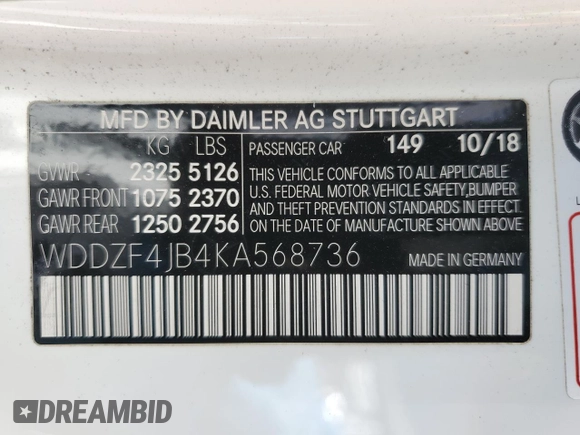 MFD BY DAIMLER AG STUTTGART
KG LBS
GVWR 2325 5126
GAWR FRONT 1075 2370
GAWR REAR 1250 2756
PASSENGER CAR 149 10/18
THIS VEHICLE CONFORMS TO ALL APPLICABLE
U.S. FEDERAL MOTOR VEHICLE SAFETY, BUMPER
AND THEFT PREVENTION STANDARDS IN EFFECT
ON THE DATE OF MANUFACTURE SHOWN ABOVE.
WDDZF4JB4KA568736 MADE IN GERMANY
DREAMBID